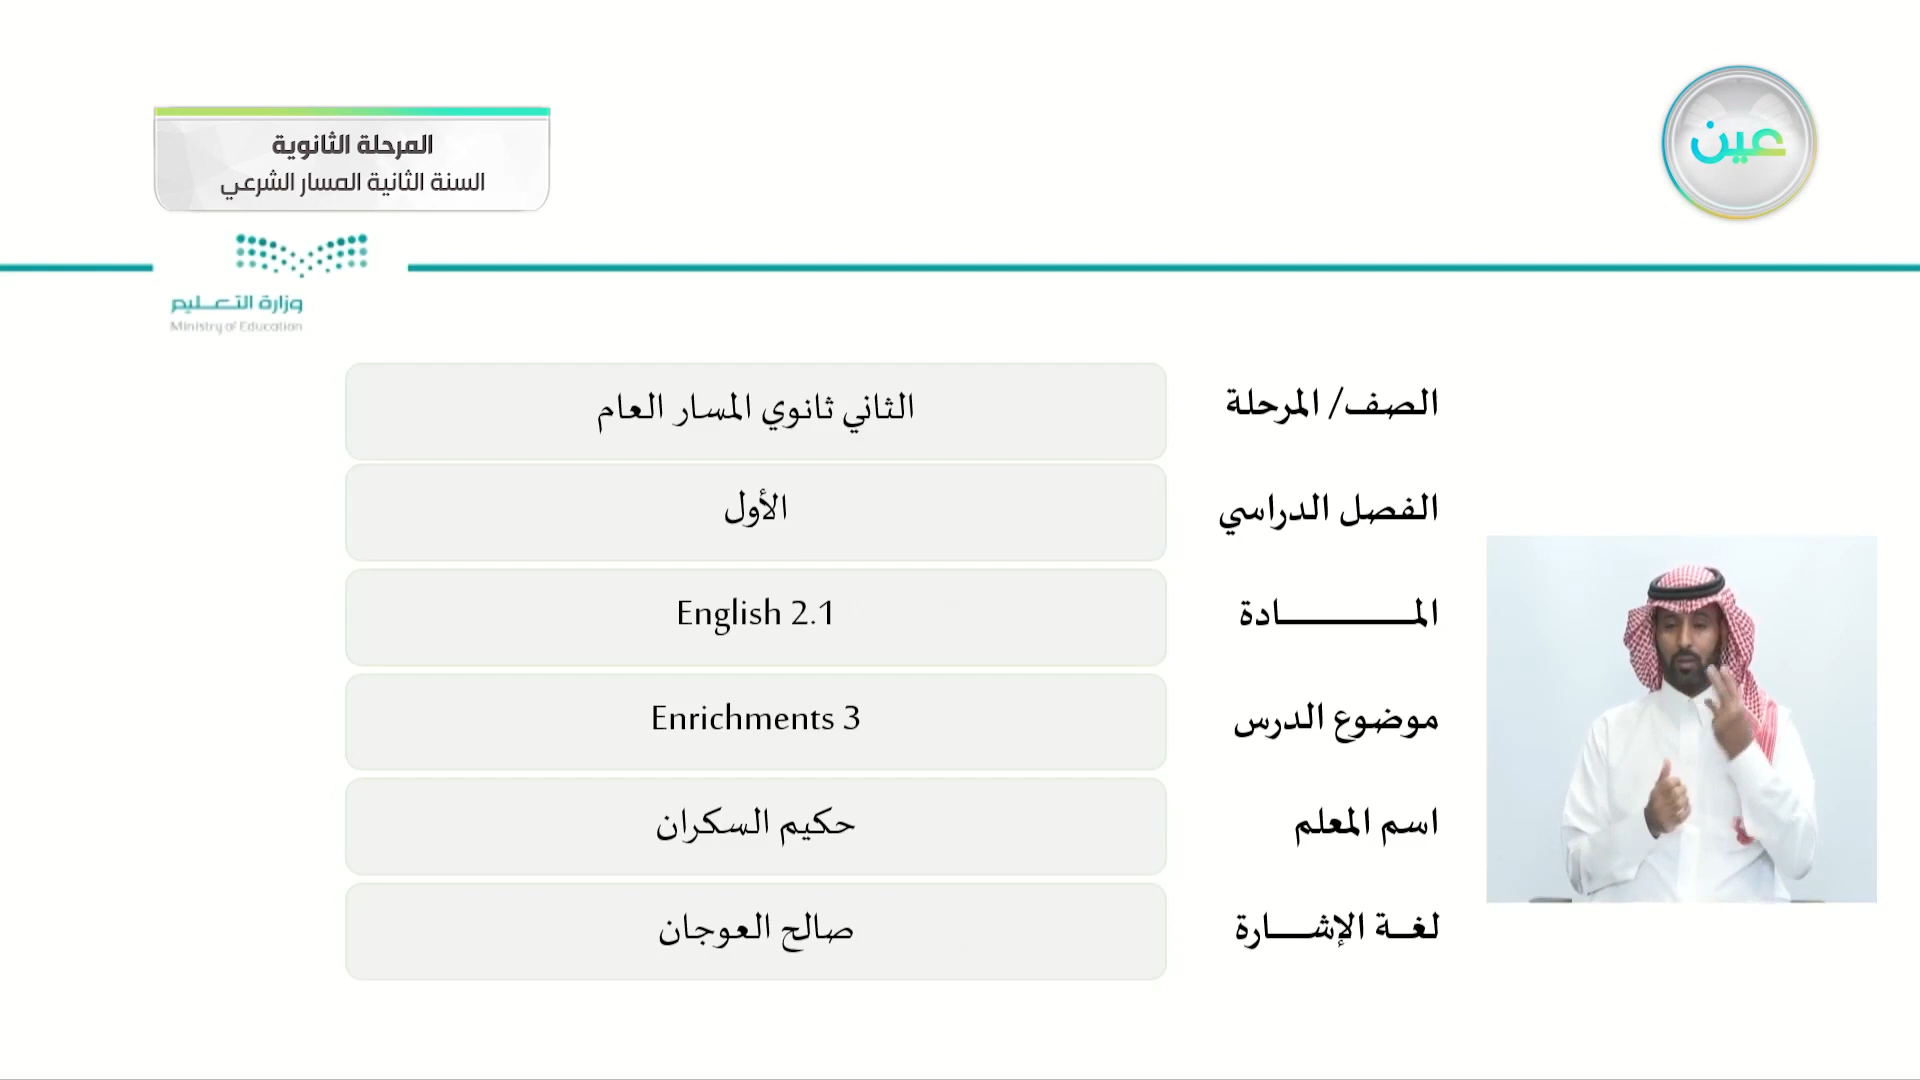 عين
المرحلة الثانوية
السنة الثانية المسار الشرعي
وزارة التعليم
Ministry of Education
الصف/ المرحلة
الثاني ثانوي المسار العام
الفصل الدراسي
الأول
المـــــــــادة
English 2.1
موضوع الدرس
Enrichments 3
اسم المعلم
حكيم السكران
لغــة الإشـــارة
صالح العوجان